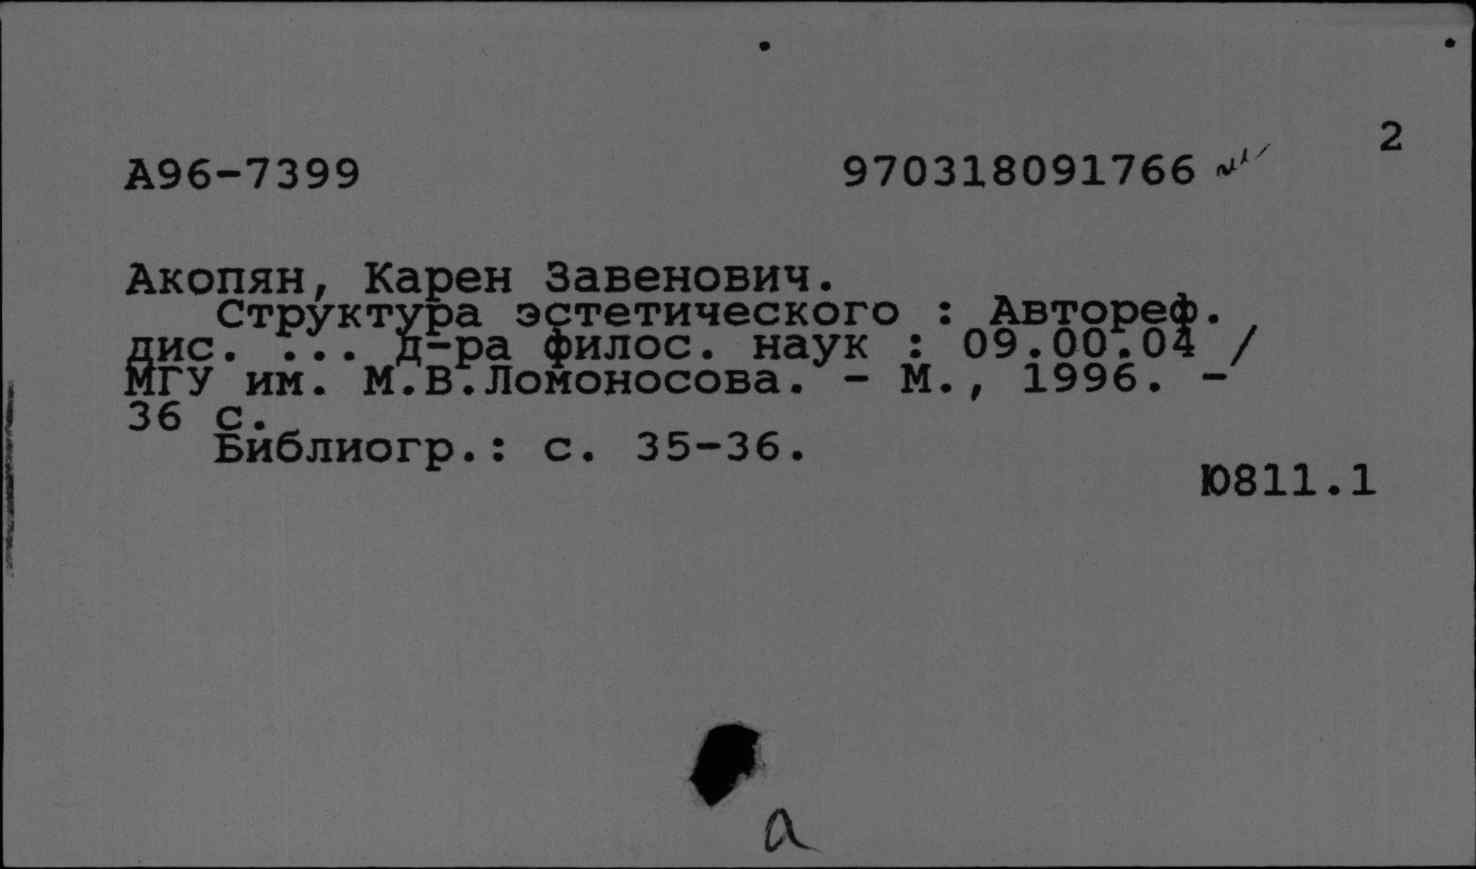 2
А96-7399 970318091766
Акопян, Карен Завенович.
Структура эстетического : Автореф.
дис. ... д-ра филос. наук : 09.00.04 /
МГУ им. М.В.Ломоносова. - М., 1996. -
36 с.
Библиогр.: с. 35-36.
Ю811.1
а